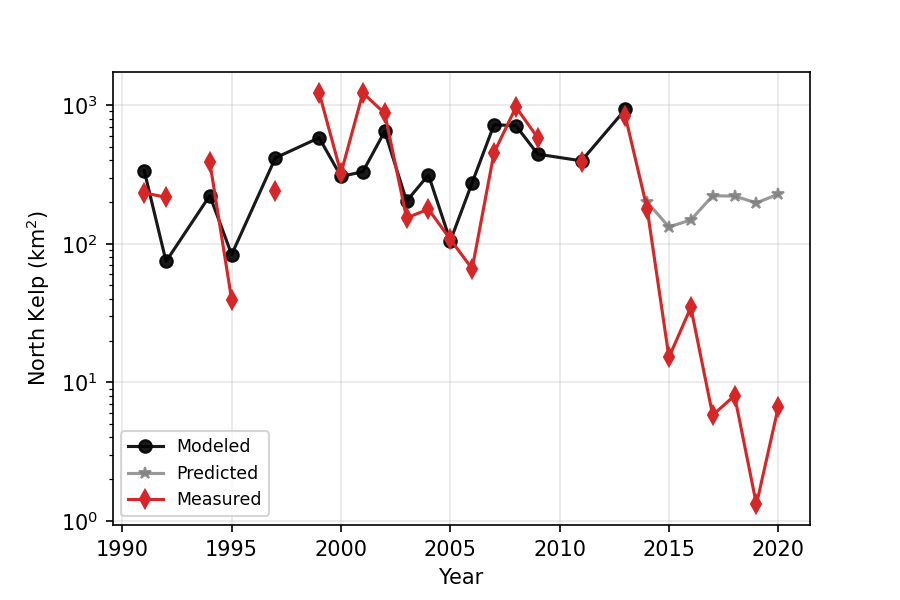 North Kelp (km²)
10³
10²
10¹
10⁰
Modeled
Predicted
Measured
1990 1995 2000 2005 2010 2015 2020
Year